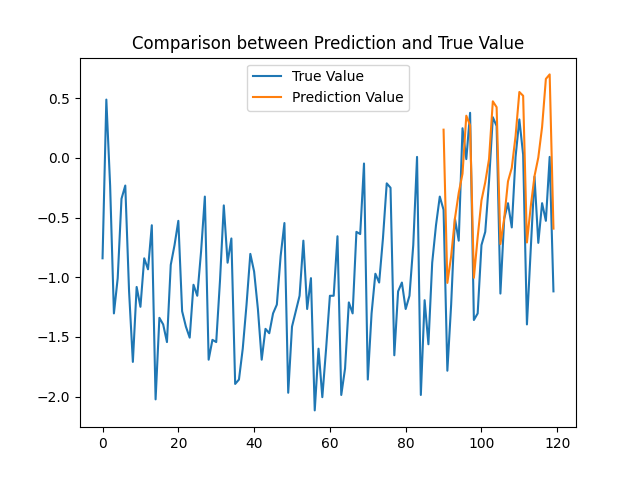 Comparison between Prediction and True Value
True Value
Prediction Value
0.5
0.0
−0.5
−1.0
−1.5
−2.0
0 20 40 60 80 100 120